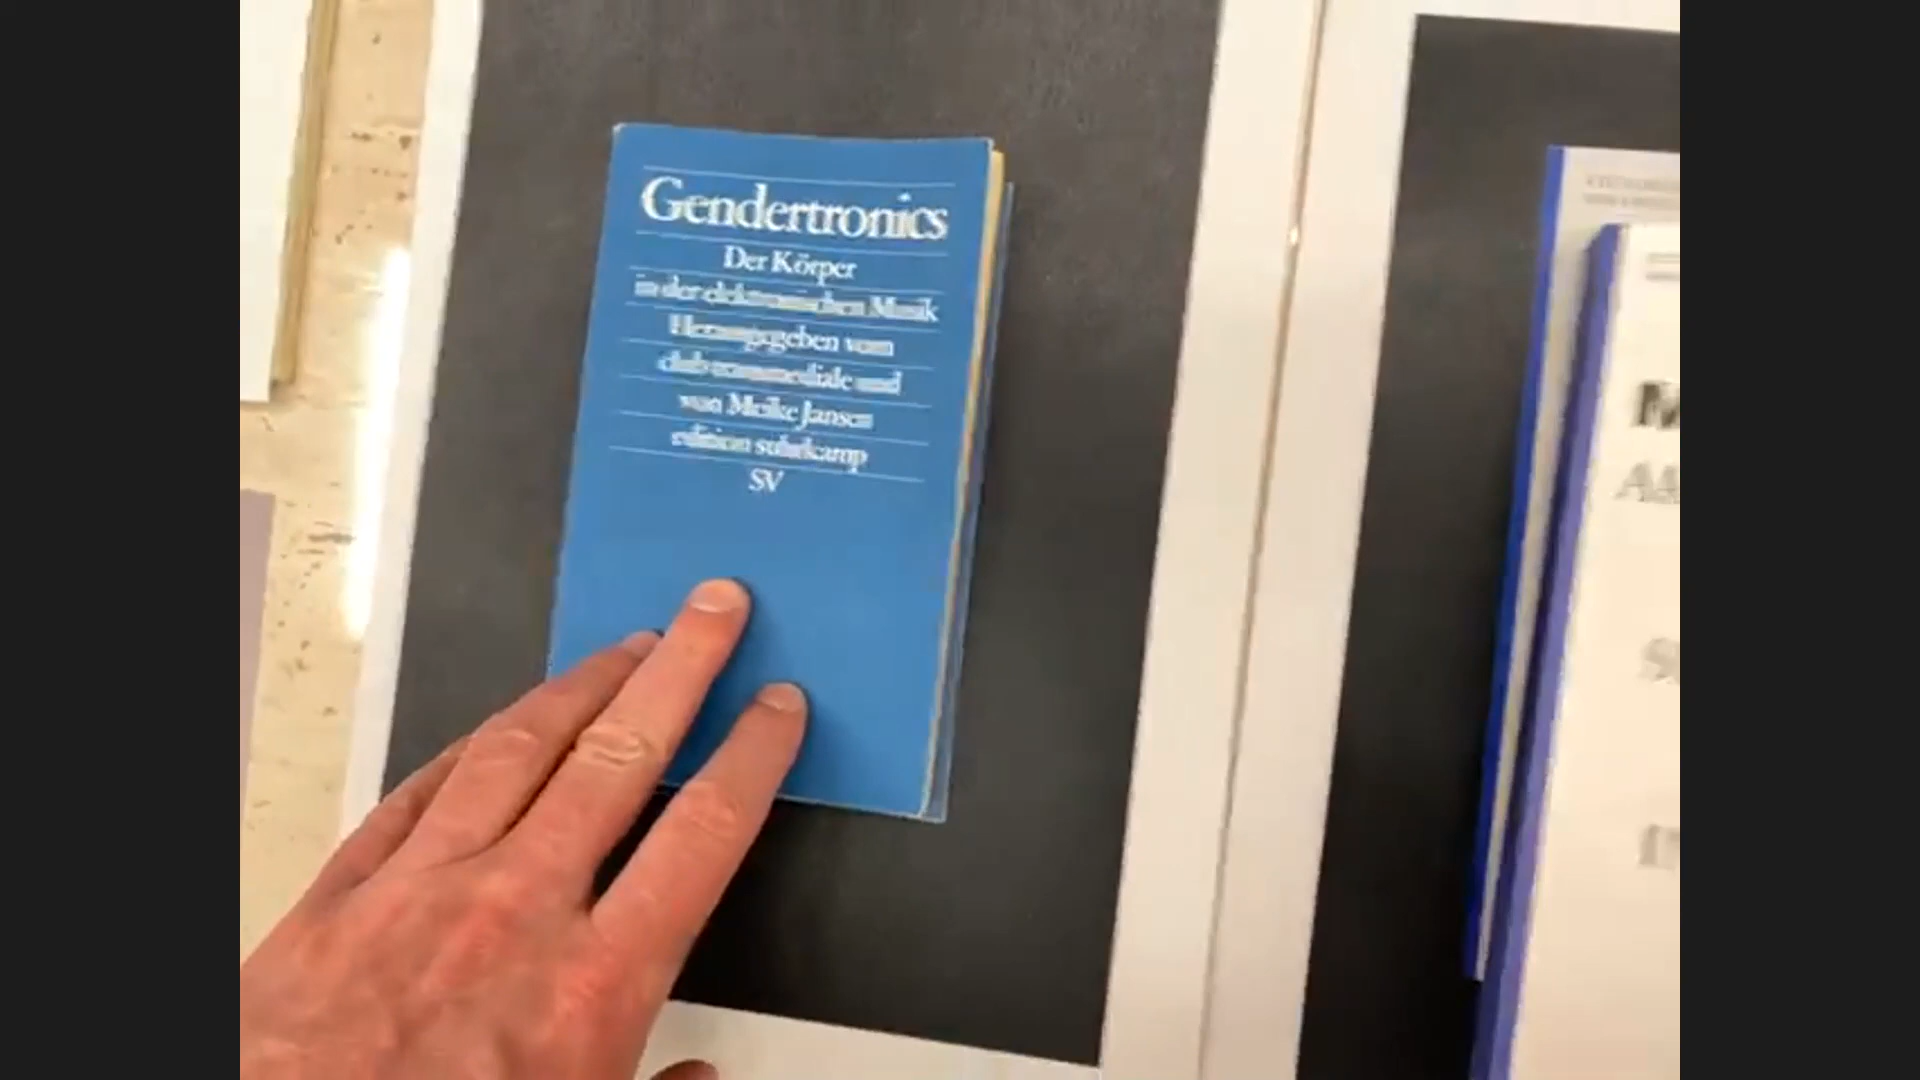 Gendertronics
Der Körper
in der elektronischen Musik
Herausgegeben vom
club transmediale und
von Meike Jansen
edition suhrkamp
SV